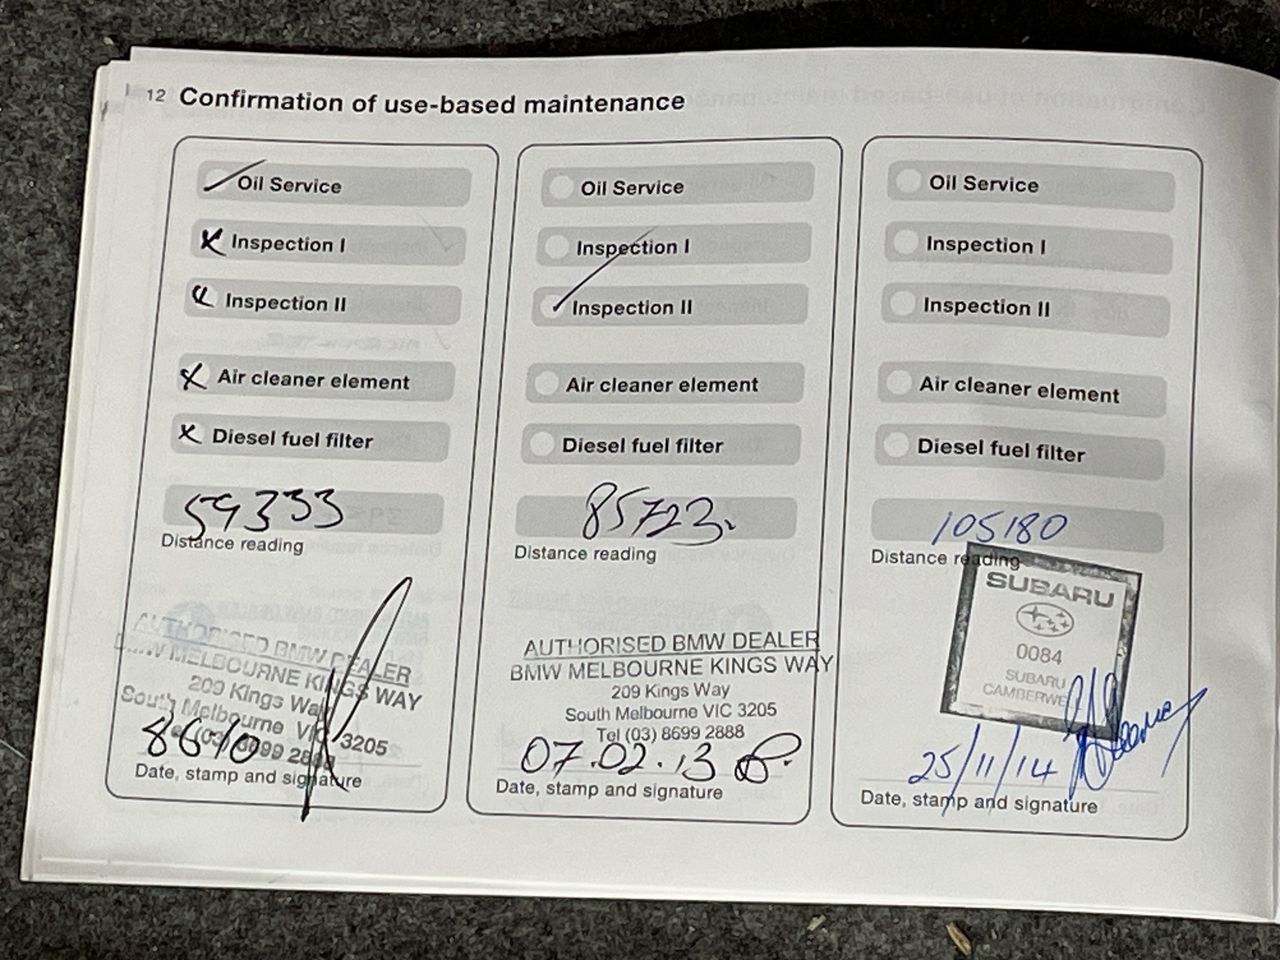 12 Confirmation of use-based maintenance
Oil Service
Inspection I
Inspection II
Air cleaner element
Diesel fuel filter
59333
Distance reading
AUTHORISED BMW DEALER
BMW MELBOURNE KINGS WAY
209 Kings Way
South Melbourne VIC 3205
Tel (03) 8699 2888
Date, stamp and signature
Oil Service
Inspection I
Inspection II
Air cleaner element
Diesel fuel filter
85723.
Distance reading
AUTHORISED BMW DEALER
BMW MELBOURNE KINGS WAY
209 Kings Way
South Melbourne VIC 3205
Tel (03) 8699 2888
07.02.13
Date, stamp and signature
Oil Service
Inspection I
Inspection II
Air cleaner element
Diesel fuel filter
105180
Distance reading
SUBARU
0084
SUBARU
25/11/14
Date, stamp and signature